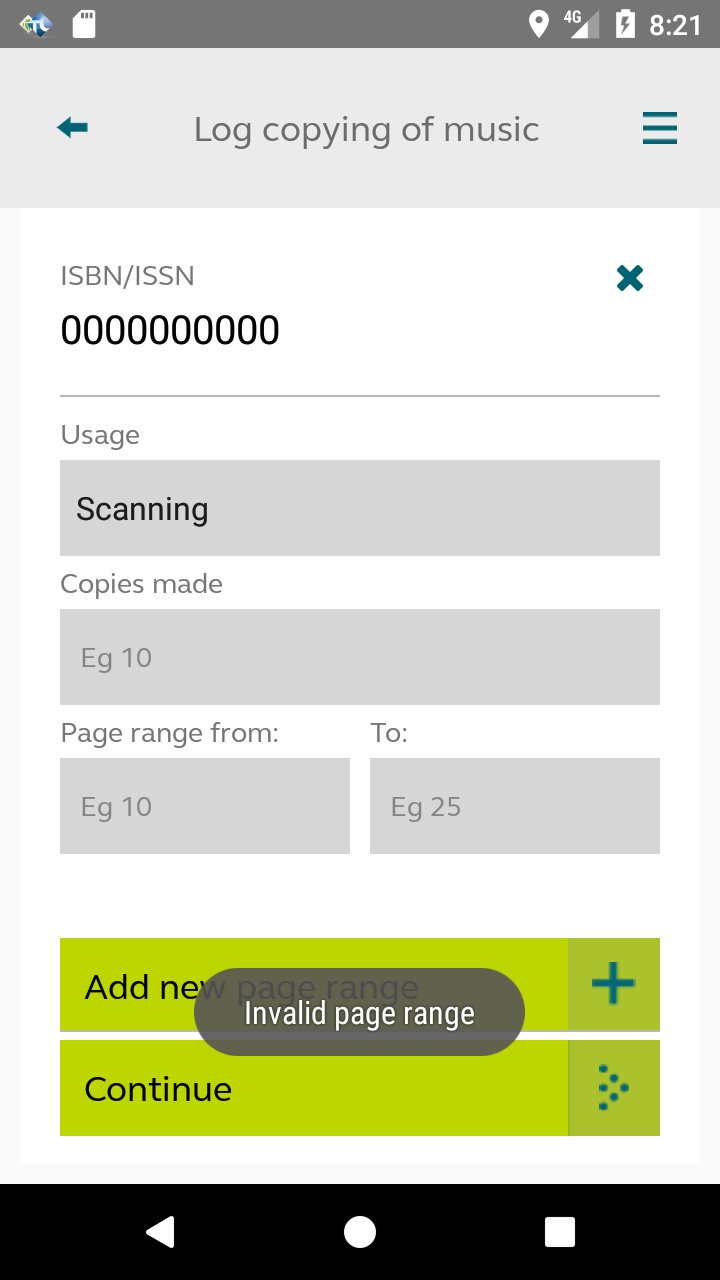 4G 8:21
Log copying of music
ISBN/ISSN
0000000000
Usage
Scanning
Copies made
Eg 10
Page range from: To:
Eg 10 Eg 25
Add new page range
Invalid page range
Continue